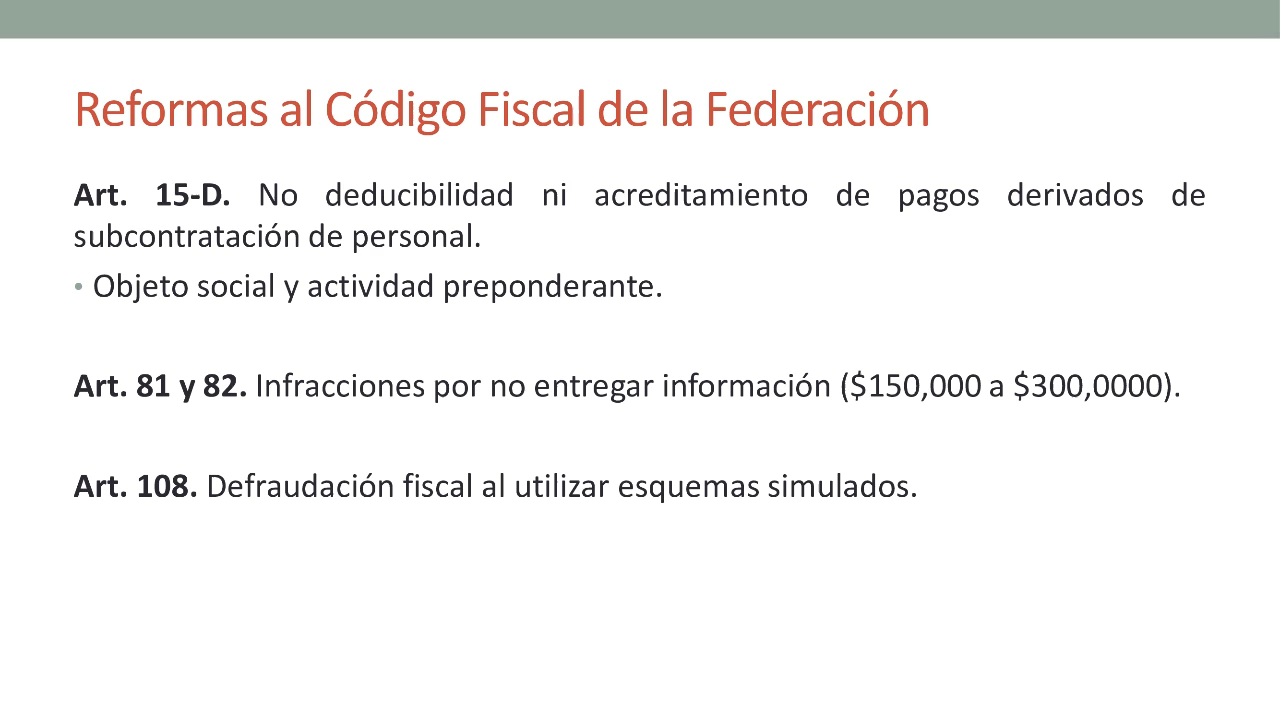 Reformas al Código Fiscal de la Federación
Art. 15-D. No deducibilidad ni acreditamiento de pagos derivados de
subcontratación de personal.
• Objeto social y actividad preponderante.
Art. 81 y 82. Infracciones por no entregar información ($150,000 a $300,0000).
Art. 108. Defraudación fiscal al utilizar esquemas simulados.